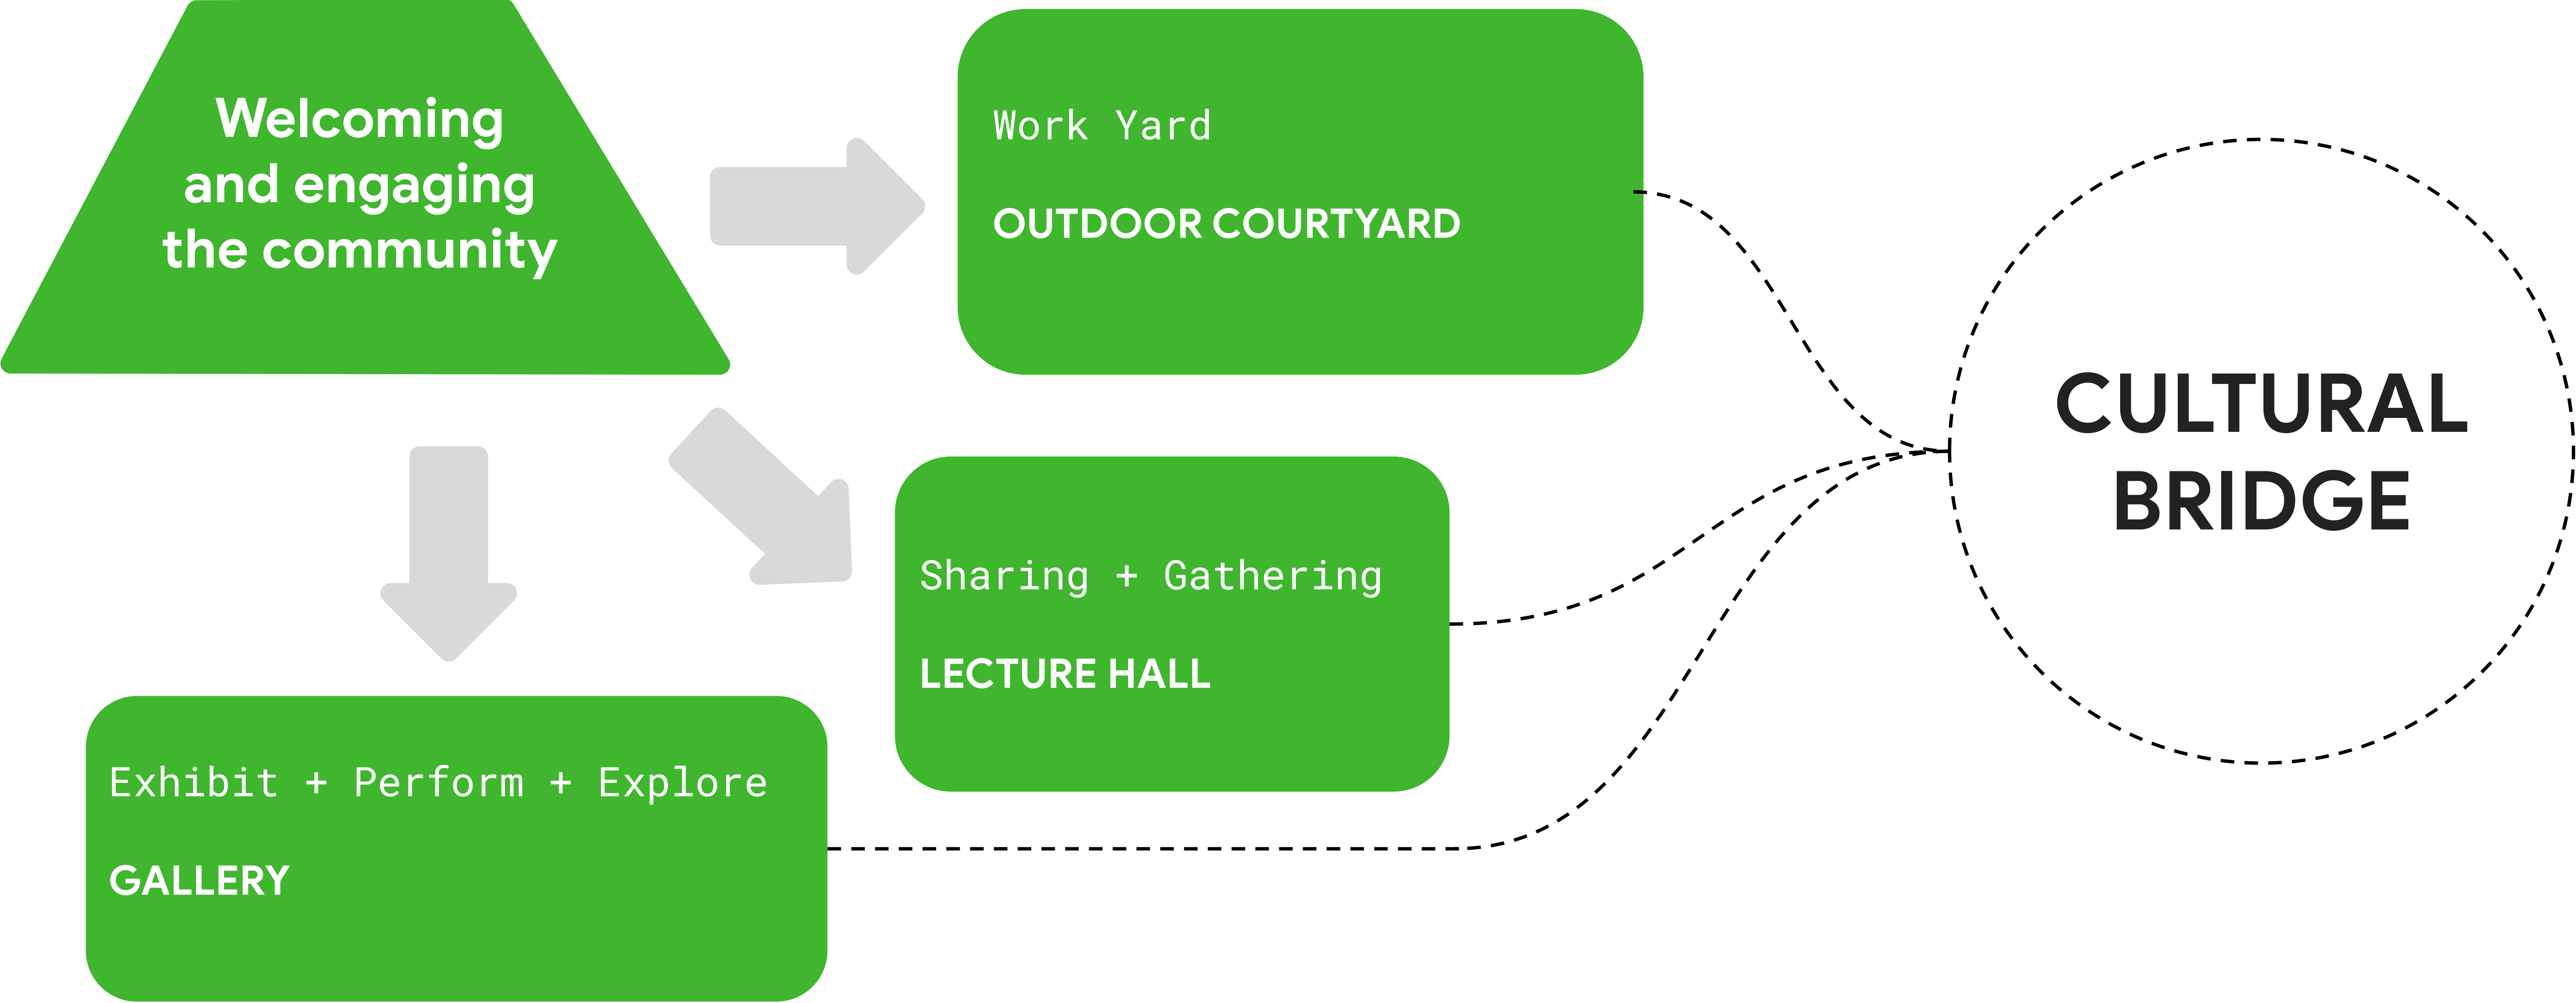 Welcoming
and engaging
the community
Work Yard
OUTDOOR COURTYARD
Sharing + Gathering
LECTURE HALL
Exhibit + Perform + Explore
GALLERY
CULTURAL
BRIDGE